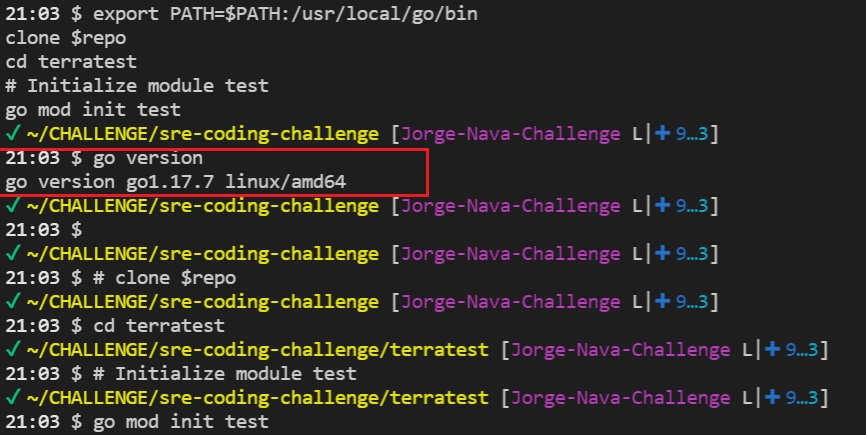 21:03 $ export PATH=$PATH:/usr/local/go/bin
clone $repo
cd terratest
# Initialize module test
go mod init test
✓ ~/CHALLENGE/sre-coding-challenge [Jorge-Nava-Challenge L|✚ 9…3]
21:03 $ go version
go version go1.17.7 linux/amd64
✓ ~/CHALLENGE/sre-coding-challenge [Jorge-Nava-Challenge L|✚ 9…3]
21:03 $
✓ ~/CHALLENGE/sre-coding-challenge [Jorge-Nava-Challenge L|✚ 9…3]
21:03 $ # clone $repo
✓ ~/CHALLENGE/sre-coding-challenge [Jorge-Nava-Challenge L|✚ 9…3]
21:03 $ cd terratest
✓ ~/CHALLENGE/sre-coding-challenge/terratest [Jorge-Nava-Challenge L|✚ 9…3]
21:03 $ # Initialize module test
✓ ~/CHALLENGE/sre-coding-challenge/terratest [Jorge-Nava-Challenge L|✚ 9…3]
21:03 $ go mod init test